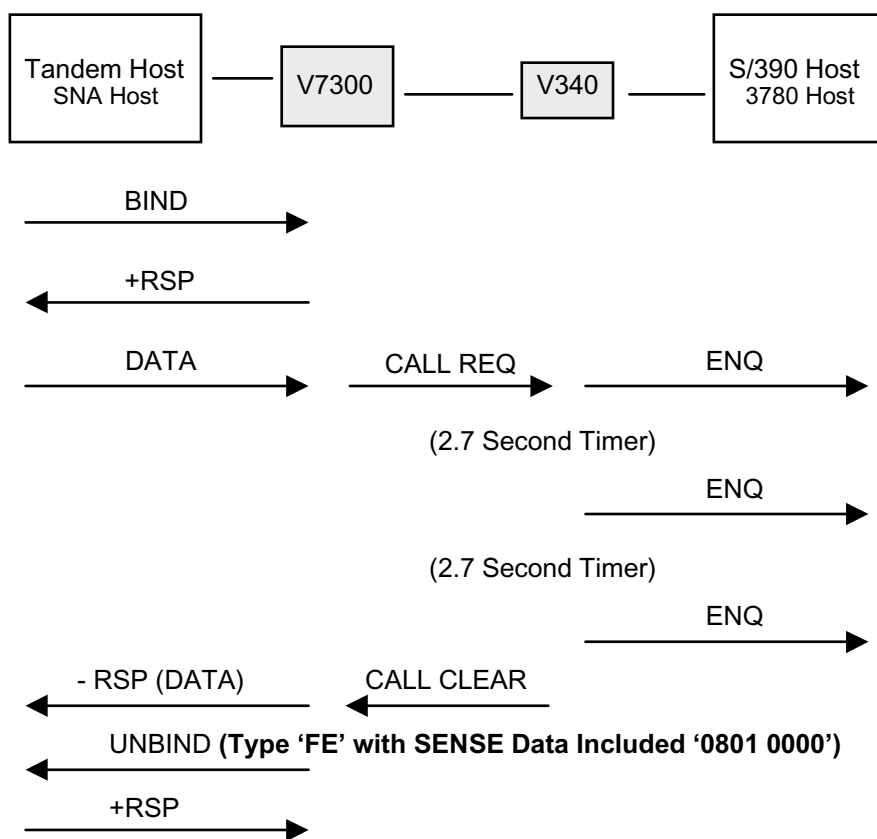 Tandem Host
SNA Host
V7300
V340
S/390 Host
3780 Host
BIND
+RSP
DATA
CALL REQ
ENQ
(2.7 Second Timer)
ENQ
(2.7 Second Timer)
ENQ
- RSP (DATA)
CALL CLEAR
UNBIND (Type ‘FE’ with SENSE Data Included ‘0801 0000’)
+RSP